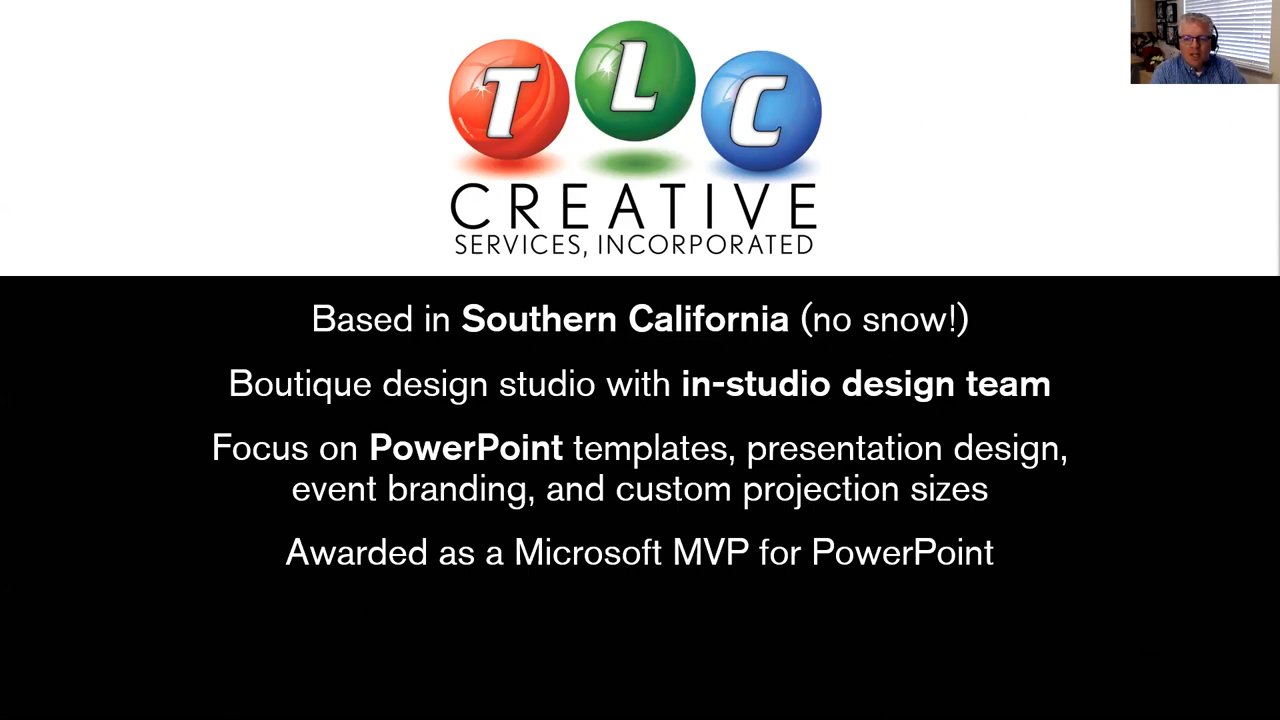 T L C
CREATIVE
SERVICES, INCORPORATED
Based in Southern California (no snow!)
Boutique design studio with in-studio design team
Focus on PowerPoint templates, presentation design,
event branding, and custom projection sizes
Awarded as a Microsoft MVP for PowerPoint